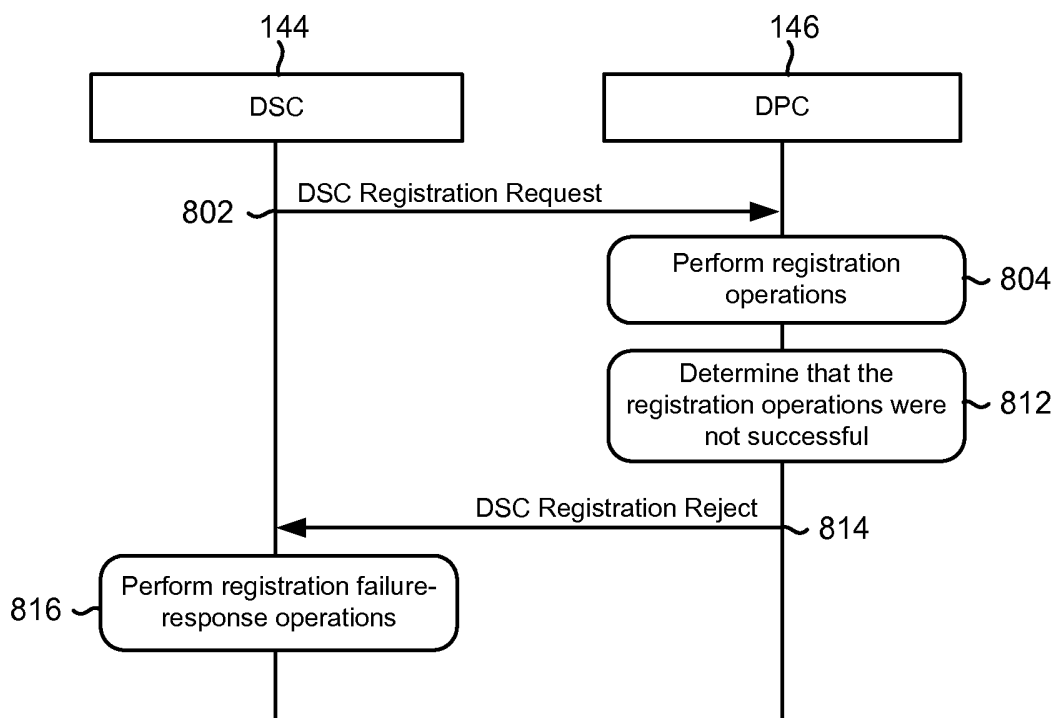 144
146
DSC
DPC
DSC Registration Request
802
Perform registration
operations
804
Determine that the
registration operations were
not successful
812
DSC Registration Reject
814
Perform registration failure-
response operations
816